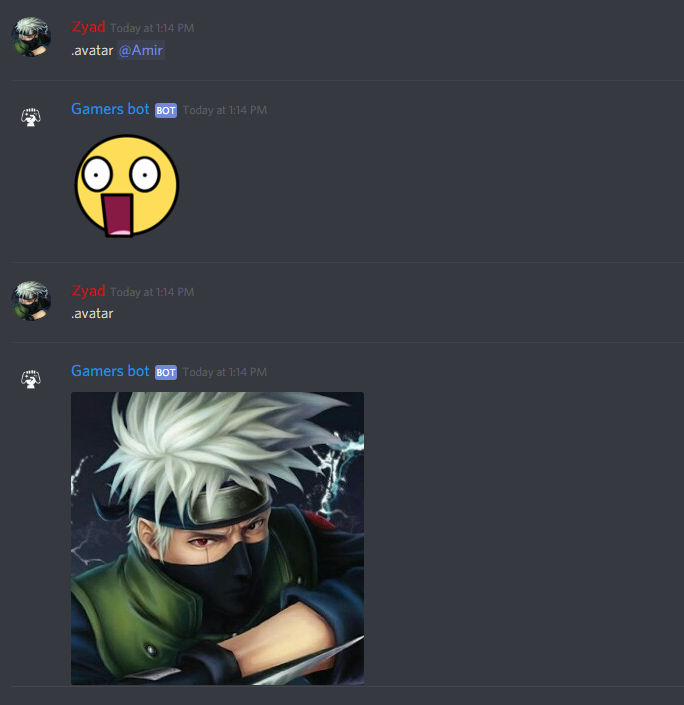 Zyad Today at 1:14 PM
.avatar @Amir
Gamers bot BOT Today at 1:14 PM
Zyad Today at 1:14 PM
.avatar
Gamers bot BOT Today at 1:14 PM